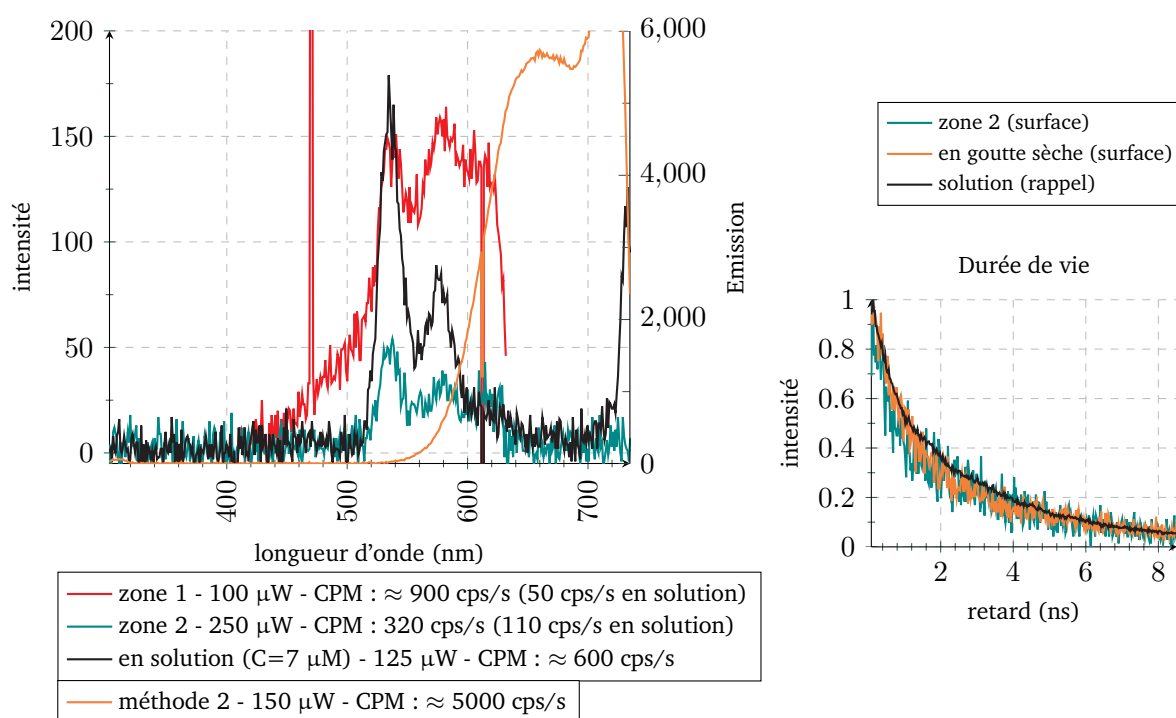 200
150
100
50
0
intensité
6,000
4,000
2,000
0
Emission
400
500
600
700
longueur d'onde (nm)
zone 1 - 100 µW - CPM : ≈ 900 cps/s (50 cps/s en solution)
zone 2 - 250 µW - CPM : 320 cps/s (110 cps/s en solution)
en solution (C=7 µM) - 125 µW - CPM : ≈ 600 cps/s
méthode 2 - 150 µW - CPM : ≈ 5000 cps/s
zone 2 (surface)
en goutte sèche (surface)
solution (rappel)
Durée de vie
1
0.8
0.6
0.4
0.2
0
intensité
2
4
6
8
retard (ns)